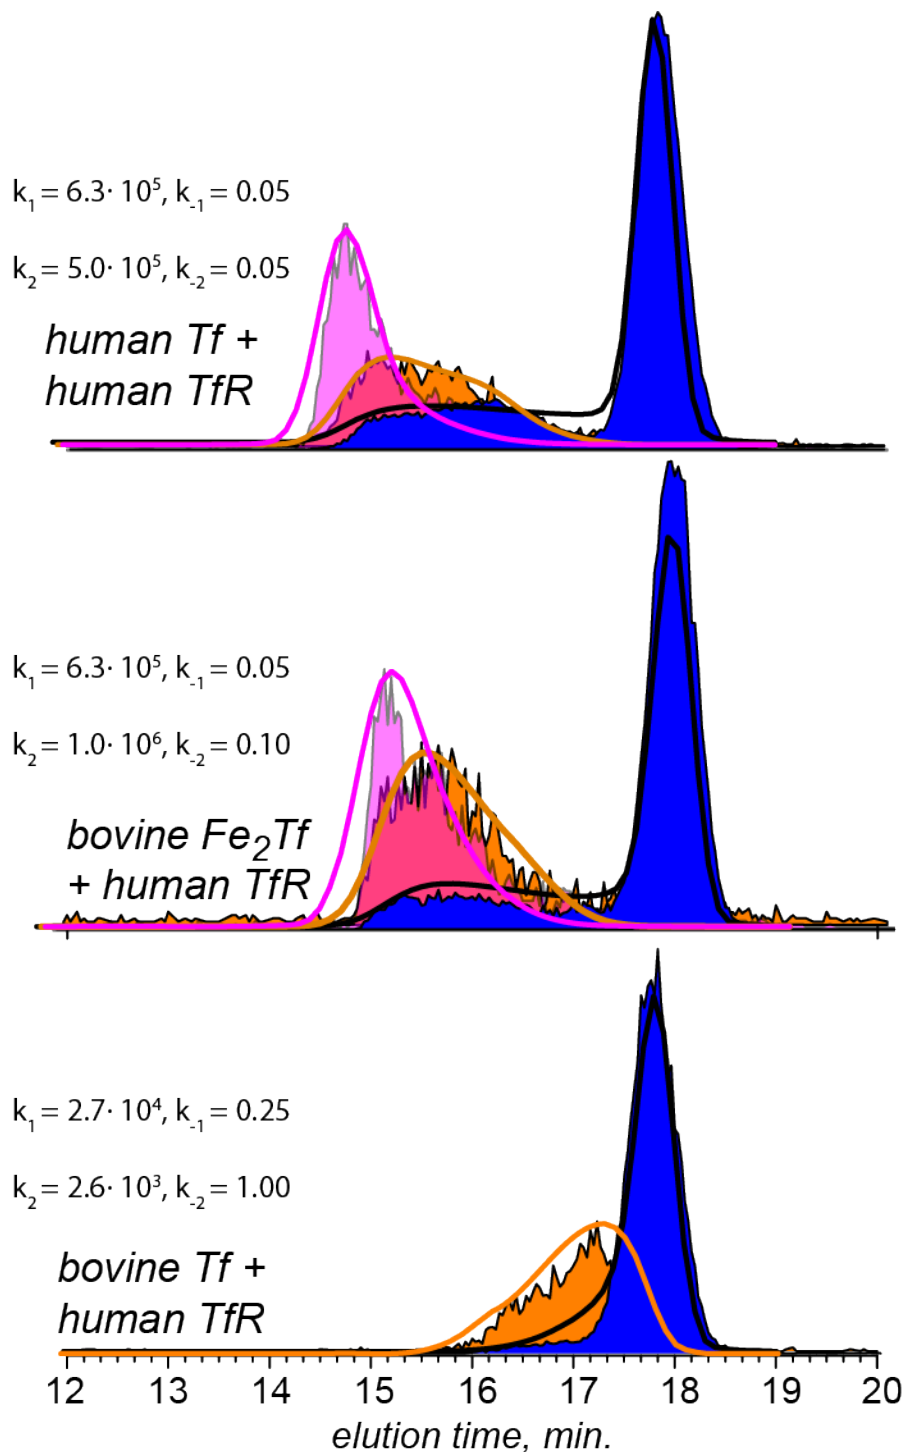 k₁ = 6.3· 10⁵, k₋₁ = 0.05
k₂ = 5.0· 10⁵, k₋₂ = 0.05
human Tf +
human TfR
k₁ = 6.3· 10⁵, k₋₁ = 0.05
k₂ = 1.0· 10⁶, k₋₂ = 0.10
bovine Fe₂Tf
+ human TfR
k₁ = 2.7· 10⁴, k₋₁ = 0.25
k₂ = 2.6· 10³, k₋₂ = 1.00
bovine Tf +
human TfR
12 13 14 15 16 17 18 19 20
elution time, min.